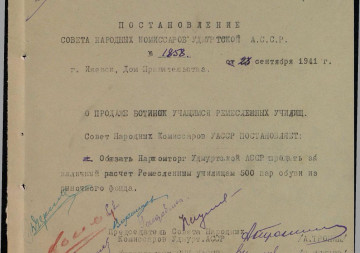 ПОСТАНОВЛЕНИЕ
СОВЕТА НАРОДНЫХ КОМИССАРОВ УДМУРТСКОЙ А.С.С.Р.
№ 1858
г. Ижевск, Дом Правительства. от 23 сентября 1941 г.
О ПРОДАЖЕ БОТИНОК УЧАЩИМСЯ РЕМЕСЛЕННЫХ УЧИЛИЩ.
Совет Народных Комиссаров УАССР ПОСТАНОВЛЯЕТ:
Обязать Наркомторг Удмуртской АССР продать за
наличный расчет Ремесленным училищам 500 пар обуви из
рыночного фонда.
Председатель Совета Народных
Комиссаров Удмурт.АССР